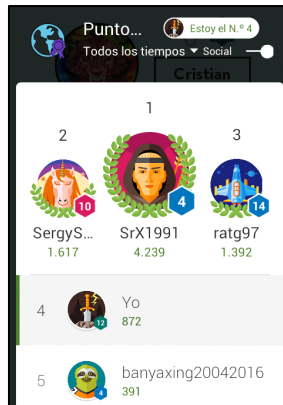 Punto... Estoy el N.º 4
Todos los tiempos Social
Cristian
1
2 3
10 4 14
SergyS... SrX1991 ratg97
1.617 4.239 1.392
4 Yo
12 872
5 banyaxing20042016
4 391